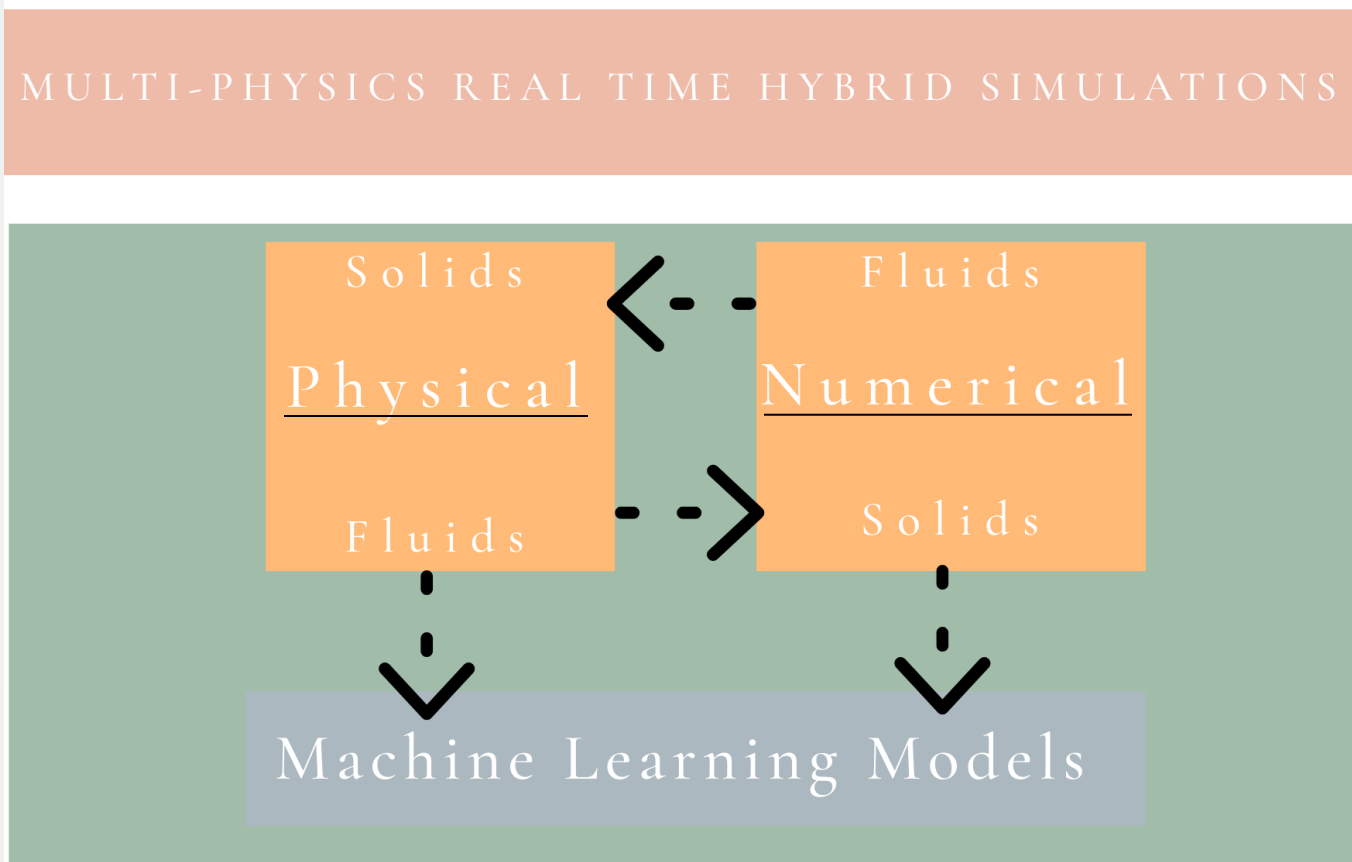 MULTI-PHYSICS REAL TIME HYBRID SIMULATIONS
Solids
Physical
Fluids
Fluids
Numerical
Solids
Machine Learning Models